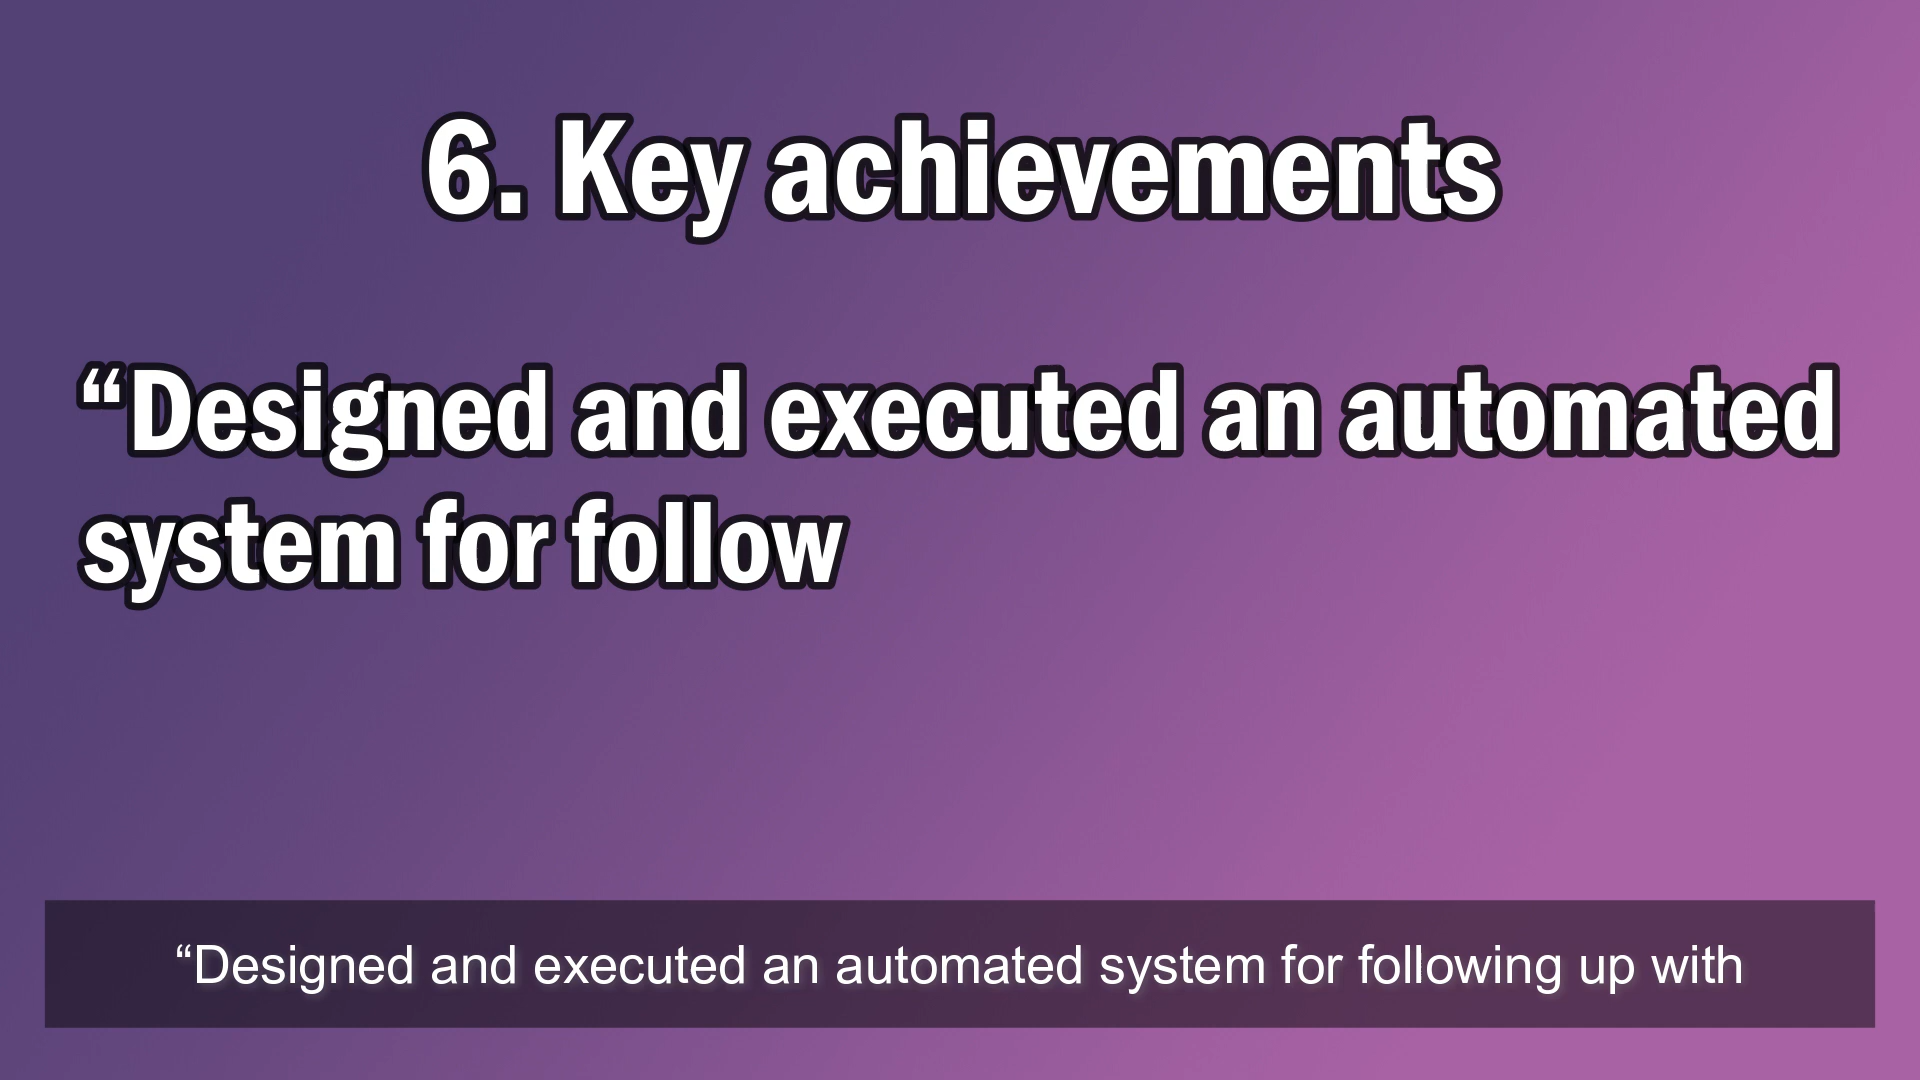 6. Key achievements
“Designed and executed an automated
system for follow
“Designed and executed an automated system for following up with